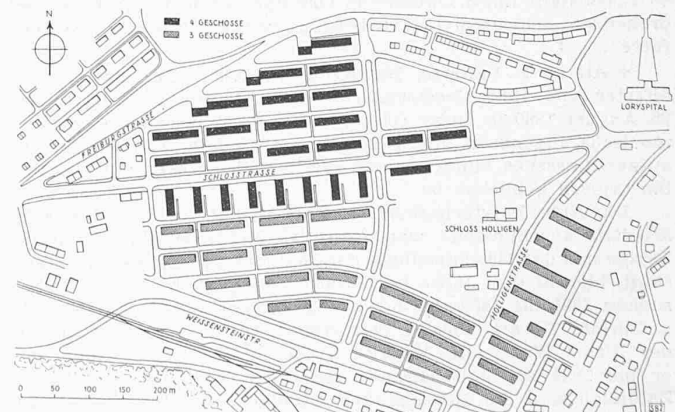 N
4 GESCHOSSE
3 GESCHOSSE
LORYSPITAL
FREIBURGSTRASSE
SCHLOSSTRASSE
SCHLOSS HOLLIGEN
HOLLIGENSTRASSE
WEISSENSTEINSTR.
0 50 100 150 200 m